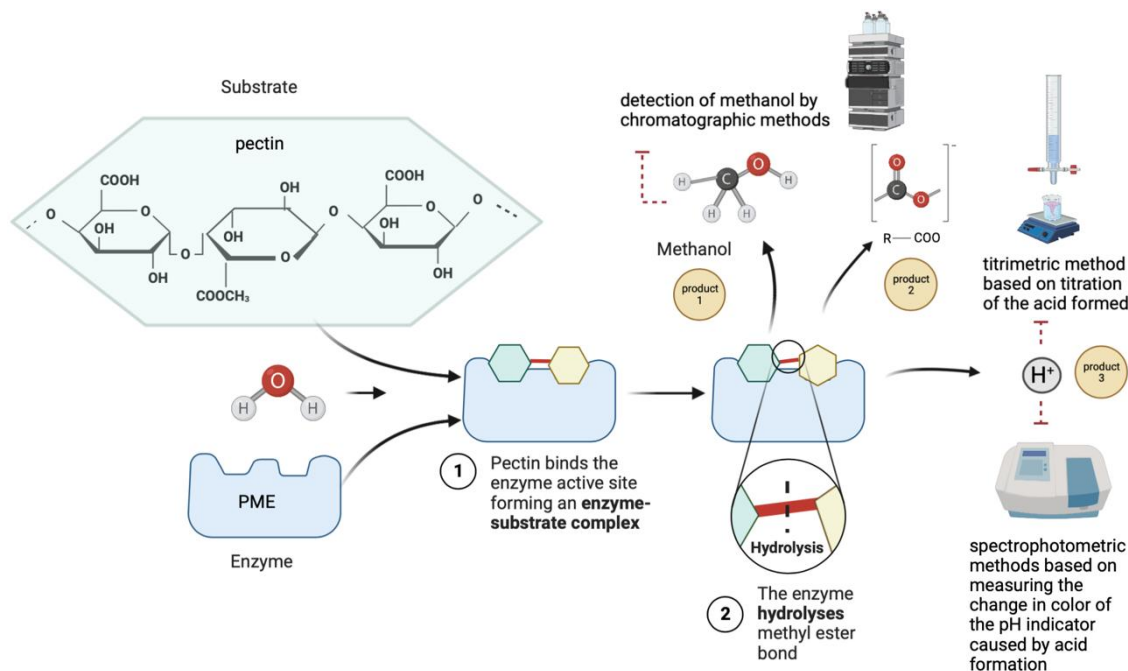 Substrate
pectin
COOH
O
O
OH
OH
O
OH
OH
O
COOCH₃
O
COOH
O
OH
OH
O
H
O
H
PME
Enzyme
1
Pectin binds the
enzyme active site
forming an enzyme-
substrate complex
detection of methanol by
chromatographic methods
H
C
O
H
H
H
Methanol
product
1
O
C
O
-
R—COO
product
2
Hydrolysis
2
The enzyme
hydrolyses
methyl ester
bond
titrimetric method
based on titration
of the acid formed
H⁺
product
3
spectrophotometric
methods based on
measuring the
change in color of
the pH indicator
caused by acid
formation